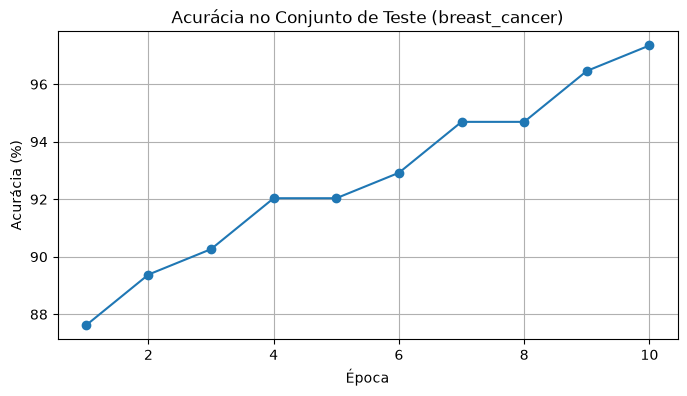 Acurácia no Conjunto de Teste (breast_cancer)
Acurácia (%)
96
94
92
90
88
2 4 6 8 10
Época